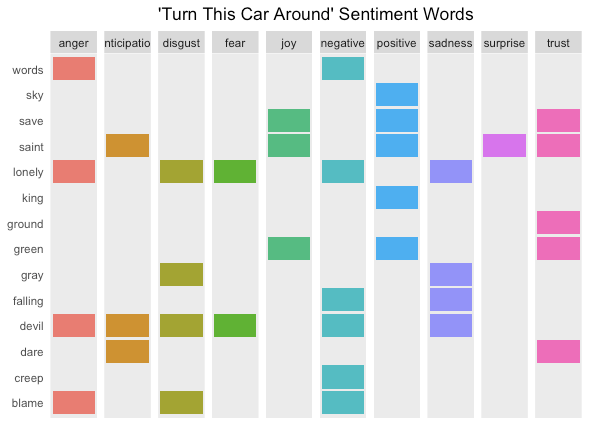 'Turn This Car Around' Sentiment Words
anger nticipatio disgust fear joy negative positive sadness surprise trust
words
sky
save
saint
lonely
king
ground
green
gray
falling
devil
dare
creep
blame